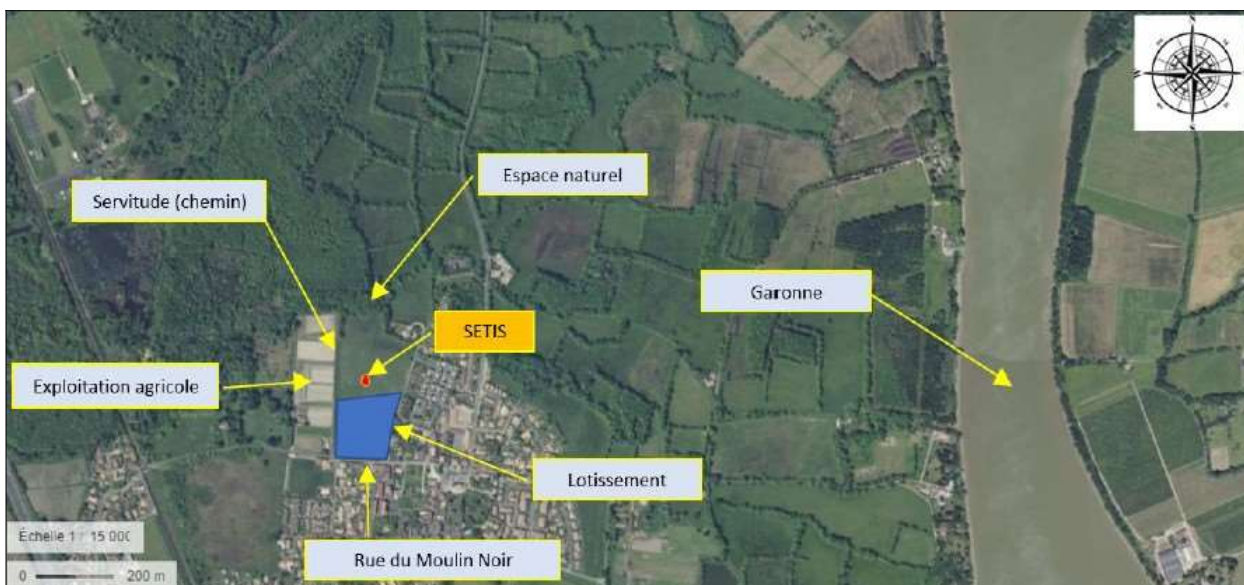 Espace naturel
Servitude (chemin)
Garonne
SETIS
Exploitation agricole
Lotissement
Rue du Moulin Noir
Échelle 1 : 15 000
0 200 m